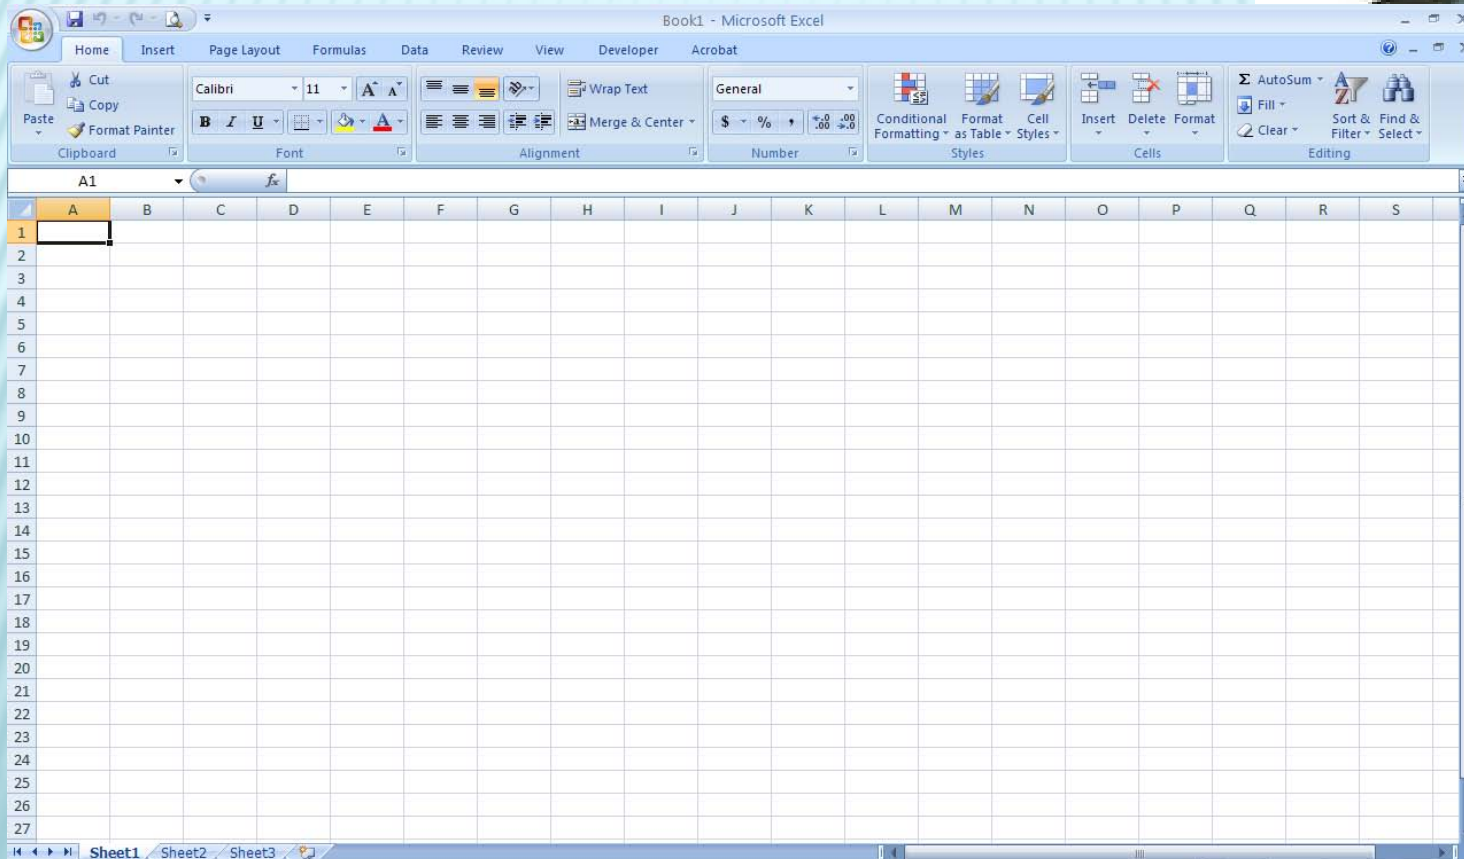 Book1 - Microsoft Excel
Home Insert Page Layout Formulas Data Review View Developer Acrobat
Cut
Copy
Format Painter
Paste
Clipboard
Calibri 11 A A
B I U A
Font
Wrap Text
Merge & Center
Alignment
General
$ % , .0 .00 .00 .0
Number
Conditional Formatting
Format as Table
Cell Styles
Styles
Insert Delete Format
Cells
Σ AutoSum
Fill
Clear
Sort & Filter
Find & Select
Editing
A1 fx
A B C D E F G H I J K L M N O P Q R S
1
2
3
4
5
6
7
8
9
10
11
12
13
14
15
16
17
18
19
20
21
22
23
24
25
26
27
Sheet1 Sheet2 Sheet3